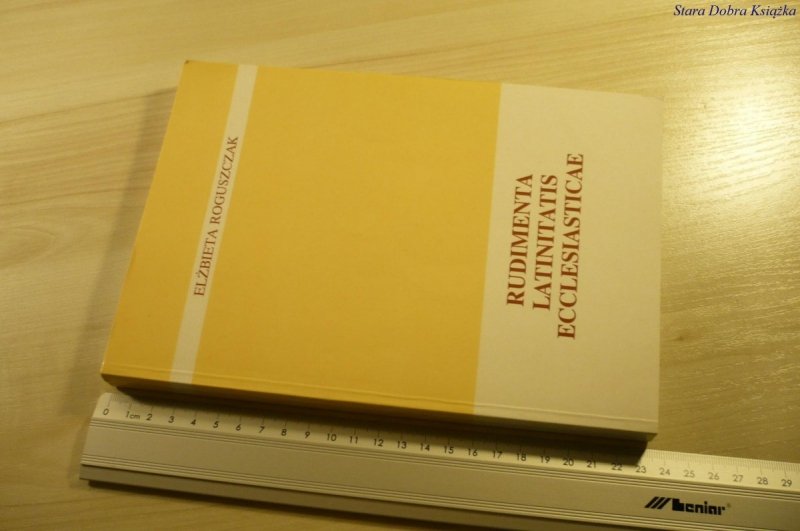 Stara Dobra Książka
ELŻBIETA ROGUSZCZAK
RUDIMENTA
LATINITATIS
ECCLESIASTICAE
0 1cm 2 3 4 5 6 7 8 9 10 11 12 13 14 15 16 17 18 19 20 21 22 23 24 25 26 27 28 29
leniar